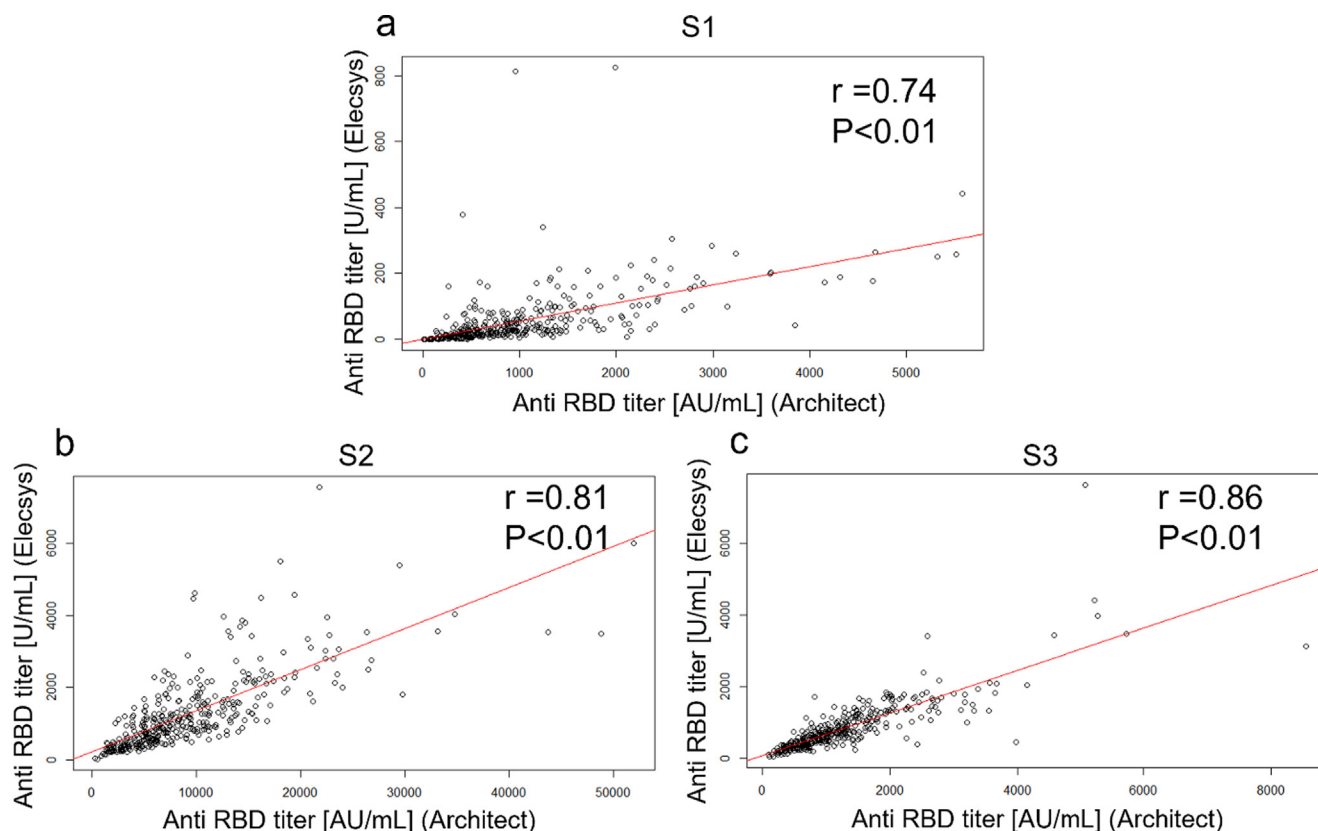 a
S1
Anti RBD titer [U/mL] (Elecsys)
800
600
400
200
0
r =0.74
P<0.01
0 1000 2000 3000 4000 5000
Anti RBD titer [AU/mL] (Architect)
b
S2
Anti RBD titer [U/mL] (Elecsys)
6000
4000
2000
0
r =0.81
P<0.01
0 10000 20000 30000 40000 50000
Anti RBD titer [AU/mL] (Architect)
c
S3
Anti RBD titer [U/mL] (Elecsys)
6000
4000
2000
0
r =0.86
P<0.01
0 2000 4000 6000 8000
Anti RBD titer [AU/mL] (Architect)